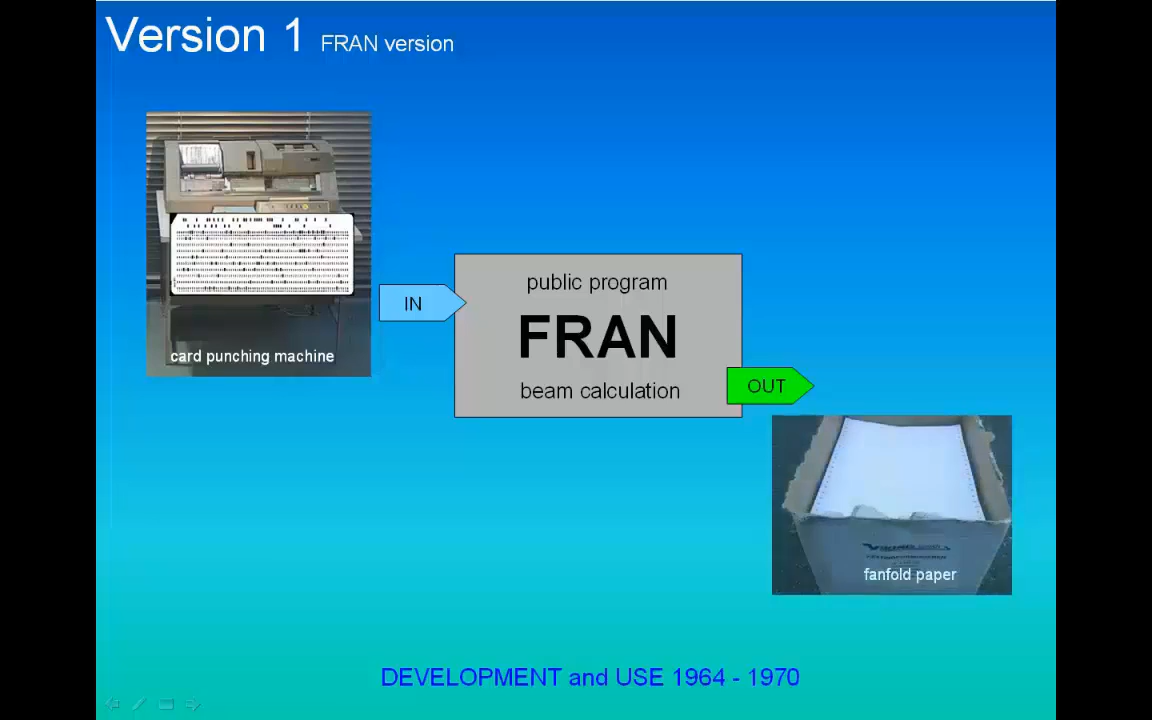 Version 1 FRAN version
card punching machine
IN
public program
FRAN
beam calculation
OUT
fanfold paper
DEVELOPMENT and USE 1964 - 1970